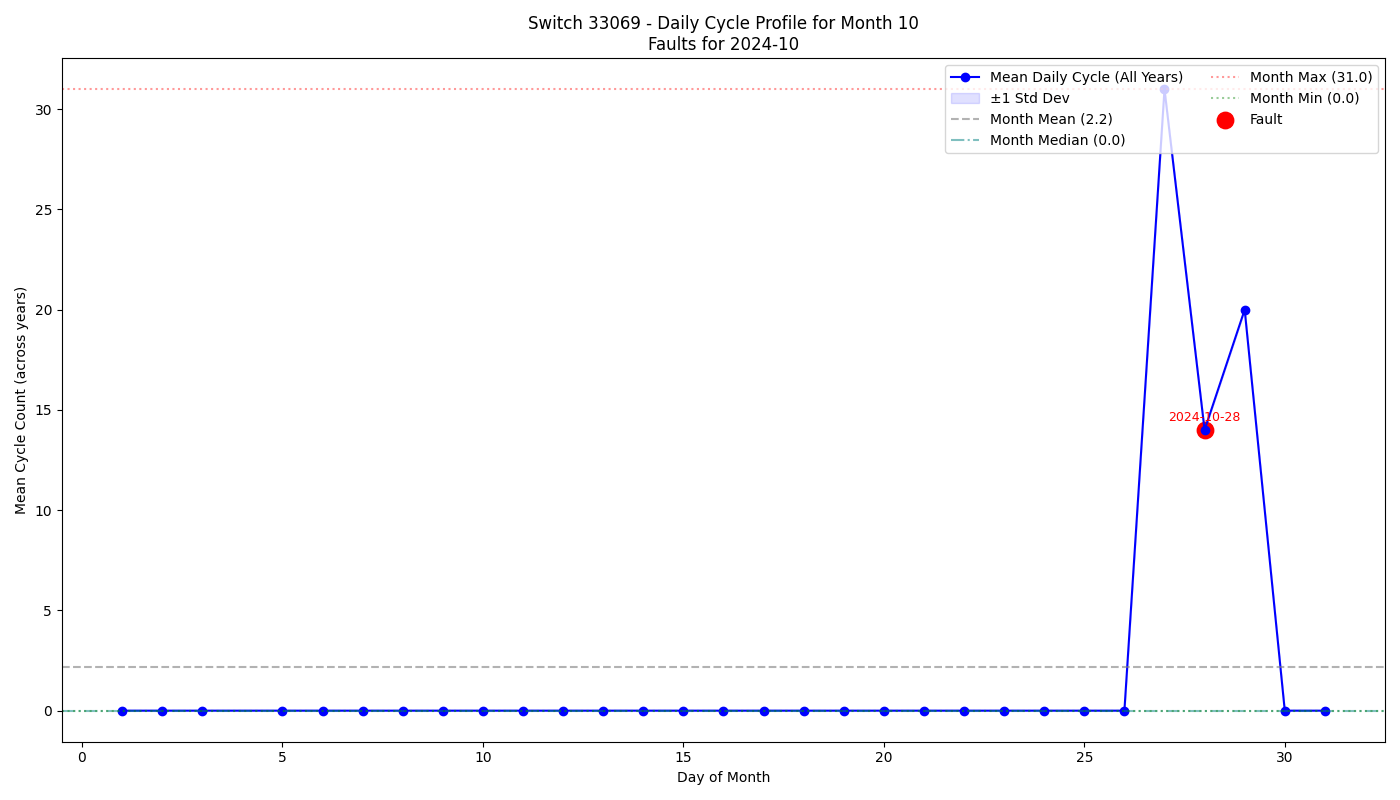 Switch 33069 - Daily Cycle Profile for Month 10
Faults for 2024-10
Mean Daily Cycle (All Years)
±1 Std Dev
Month Mean (2.2)
Month Median (0.0)
Month Max (31.0)
Month Min (0.0)
Fault
Mean Cycle Count (across years)
30
25
20
15
10
5
0
2024-10-28
0
5
10
15
20
25
30
Day of Month